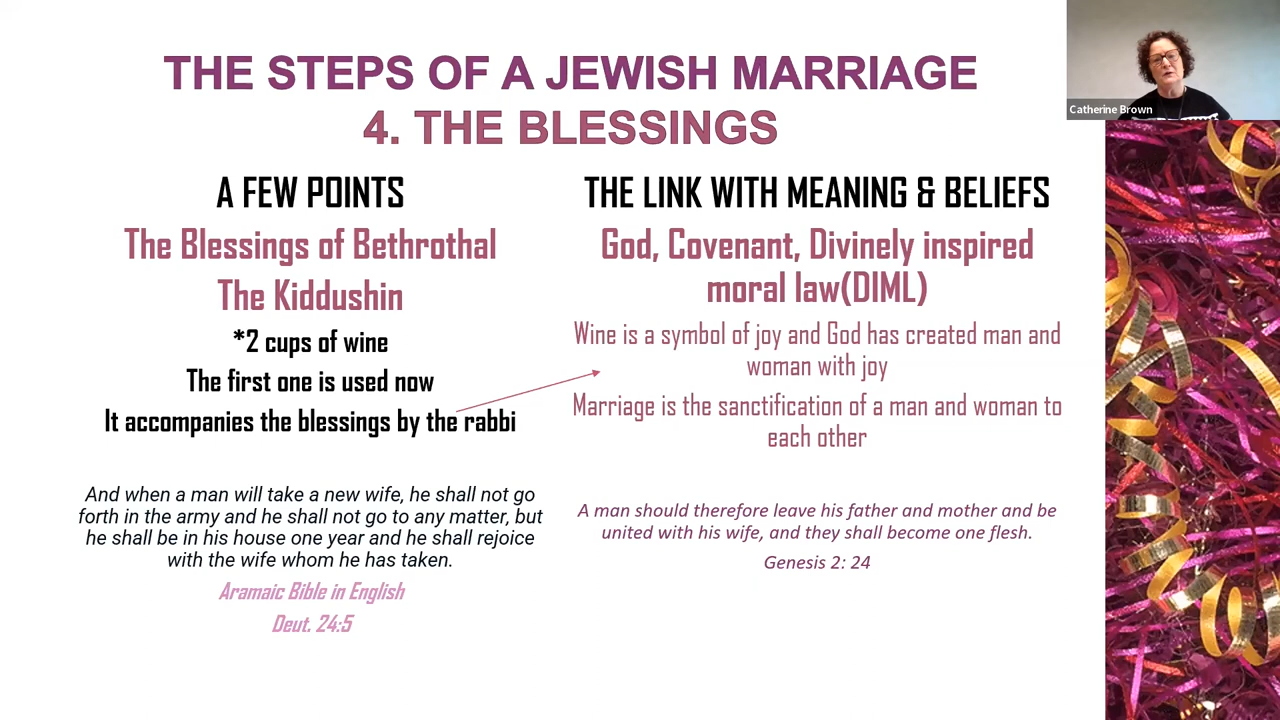 THE STEPS OF A JEWISH MARRIAGE
4. THE BLESSINGS
Catherine Brown
A FEW POINTS
The Blessings of Bethrothal
The Kiddushin
*2 cups of wine
The first one is used now
It accompanies the blessings by the rabbi
And when a man will take a new wife, he shall not go
forth in the army and he shall not go to any matter, but
he shall be in his house one year and he shall rejoice
with the wife whom he has taken.
Aramaic Bible in English
Deut. 24:5
THE LINK WITH MEANING & BELIEFS
God, Covenant, Divinely inspired
moral law(DIML)
Wine is a symbol of joy and God has created man and
woman with joy
Marriage is the sanctification of a man and woman to
each other
A man should therefore leave his father and mother and be
united with his wife, and they shall become one flesh.
Genesis 2: 24